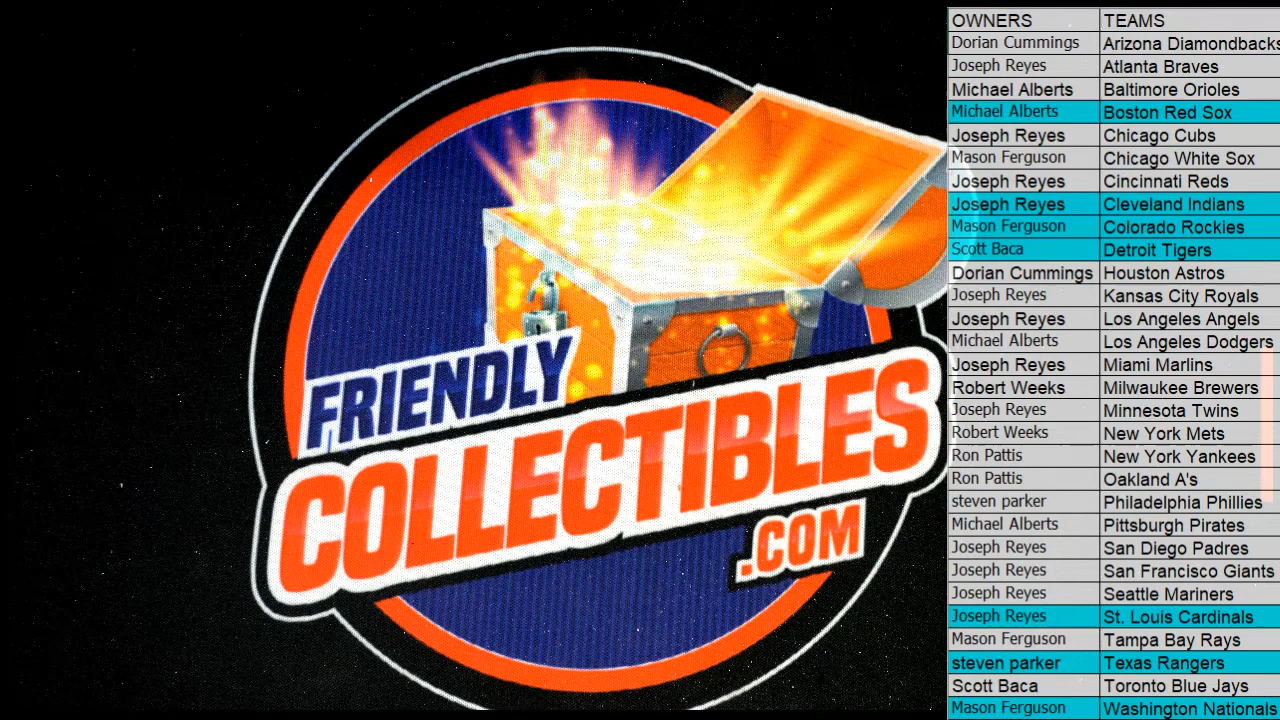 FRIENDLY
COLLECTIBLES
.COM
OWNERS TEAMS
Dorian Cummings Arizona Diamondbacks
Joseph Reyes Atlanta Braves
Michael Alberts Baltimore Orioles
Michael Alberts Boston Red Sox
Joseph Reyes Chicago Cubs
Mason Ferguson Chicago White Sox
Joseph Reyes Cincinnati Reds
Joseph Reyes Cleveland Indians
Mason Ferguson Colorado Rockies
Scott Baca Detroit Tigers
Dorian Cummings Houston Astros
Joseph Reyes Kansas City Royals
Joseph Reyes Los Angeles Angels
Michael Alberts Los Angeles Dodgers
Joseph Reyes Miami Marlins
Robert Weeks Milwaukee Brewers
Joseph Reyes Minnesota Twins
Robert Weeks New York Mets
Ron Pattis New York Yankees
Ron Pattis Oakland A's
steven parker Philadelphia Phillies
Michael Alberts Pittsburgh Pirates
Joseph Reyes San Diego Padres
Joseph Reyes San Francisco Giants
Joseph Reyes Seattle Mariners
Joseph Reyes St. Louis Cardinals
Mason Ferguson Tampa Bay Rays
steven parker Texas Rangers
Scott Baca Toronto Blue Jays
Mason Ferguson Washington Nationals